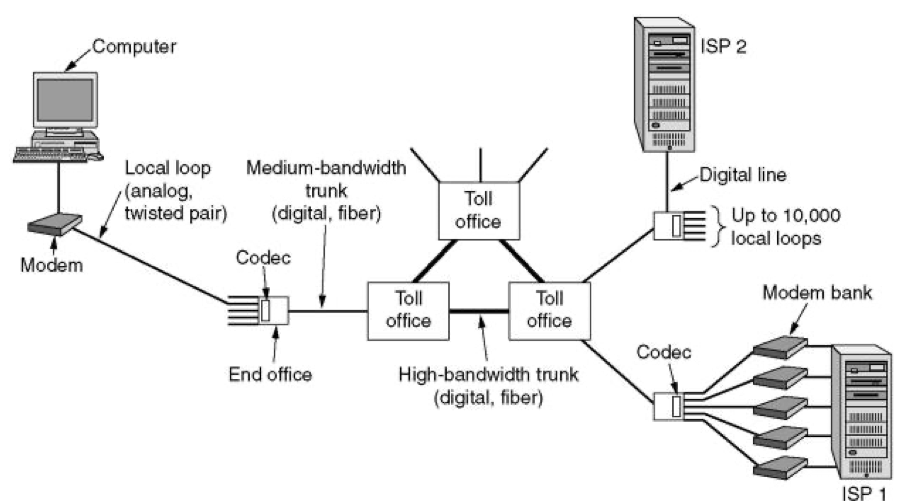 Computer
ISP 2
Local loop
(analog,
twisted pair)
Medium-bandwidth
trunk
(digital, fiber)
Toll
office
Digital line
Up to 10,000
local loops
Modem
Codec
Toll
office
Toll
office
Modem bank
End office
High-bandwidth trunk
(digital, fiber)
Codec
ISP 1